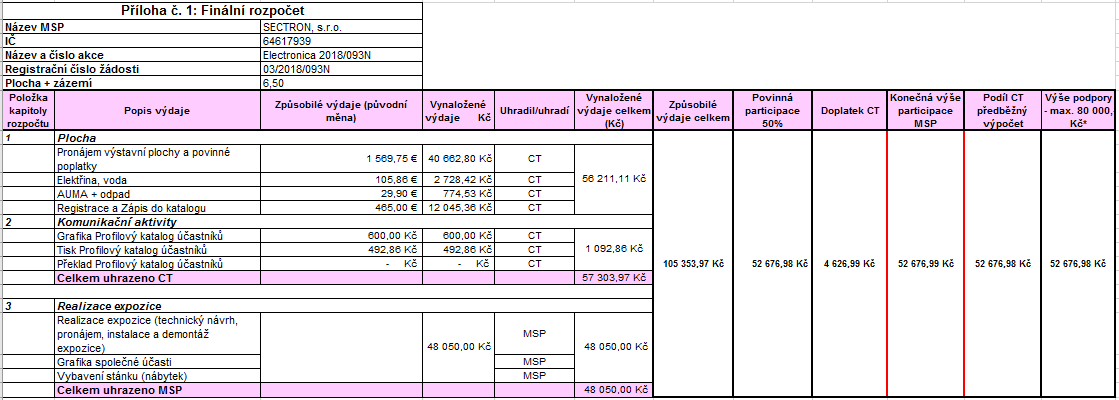 Příloha č. 1: Finální rozpočet
Název MSP SECTRON, s.r.o.
IČ 64617939
Název a číslo akce Electronica 2018/093N
Registrační číslo žádosti 03/2018/093N
Plocha + zázemí 6,50
Položka kapitoly rozpočtu Popis výdaje Způsobilé výdaje (původní měna) Vynaložené výdaje Kč Uhradil/uhradí Vynaložené výdaje celkem (Kč) Způsobilé výdaje celkem Povinná participace 50% Doplatek CT Konečná výše participace MSP Podíl CT předběžný výpočet Výše podpory - max. 80 000,- Kč*
1 Plocha
Pronájem výstavní plochy a povinné poplatky 1 569,75 € 40 662,80 Kč CT 56 211,11 Kč
Elektřina, voda 105,86 € 2 728,42 Kč CT
AUMA + odpad 29,90 € 774,53 Kč CT
Registrace a Zápis do katalogu 465,00 € 12 045,36 Kč CT
2 Komunikační aktivity
Grafika Profilový katalog účastníků 600,00 Kč 600,00 Kč CT 1 092,86 Kč
Tisk Profilový katalog účastníků 492,86 Kč 492,86 Kč CT
Překlad Profilový katalog účastníků - Kč - Kč CT
105 353,97 Kč 52 676,98 Kč 4 626,99 Kč 52 676,99 Kč 52 676,98 Kč 52 676,98 Kč
Celkem uhrazeno CT 57 303,97 Kč
3 Realizace expozice
Realizace expozice (technický návrh, pronájem, instalace a demontáž expozice) 48 050,00 Kč MSP 48 050,00 Kč
Grafika společné účasti MSP
Vybavení stánku (nábytek) MSP
Celkem uhrazeno MSP 48 050,00 Kč